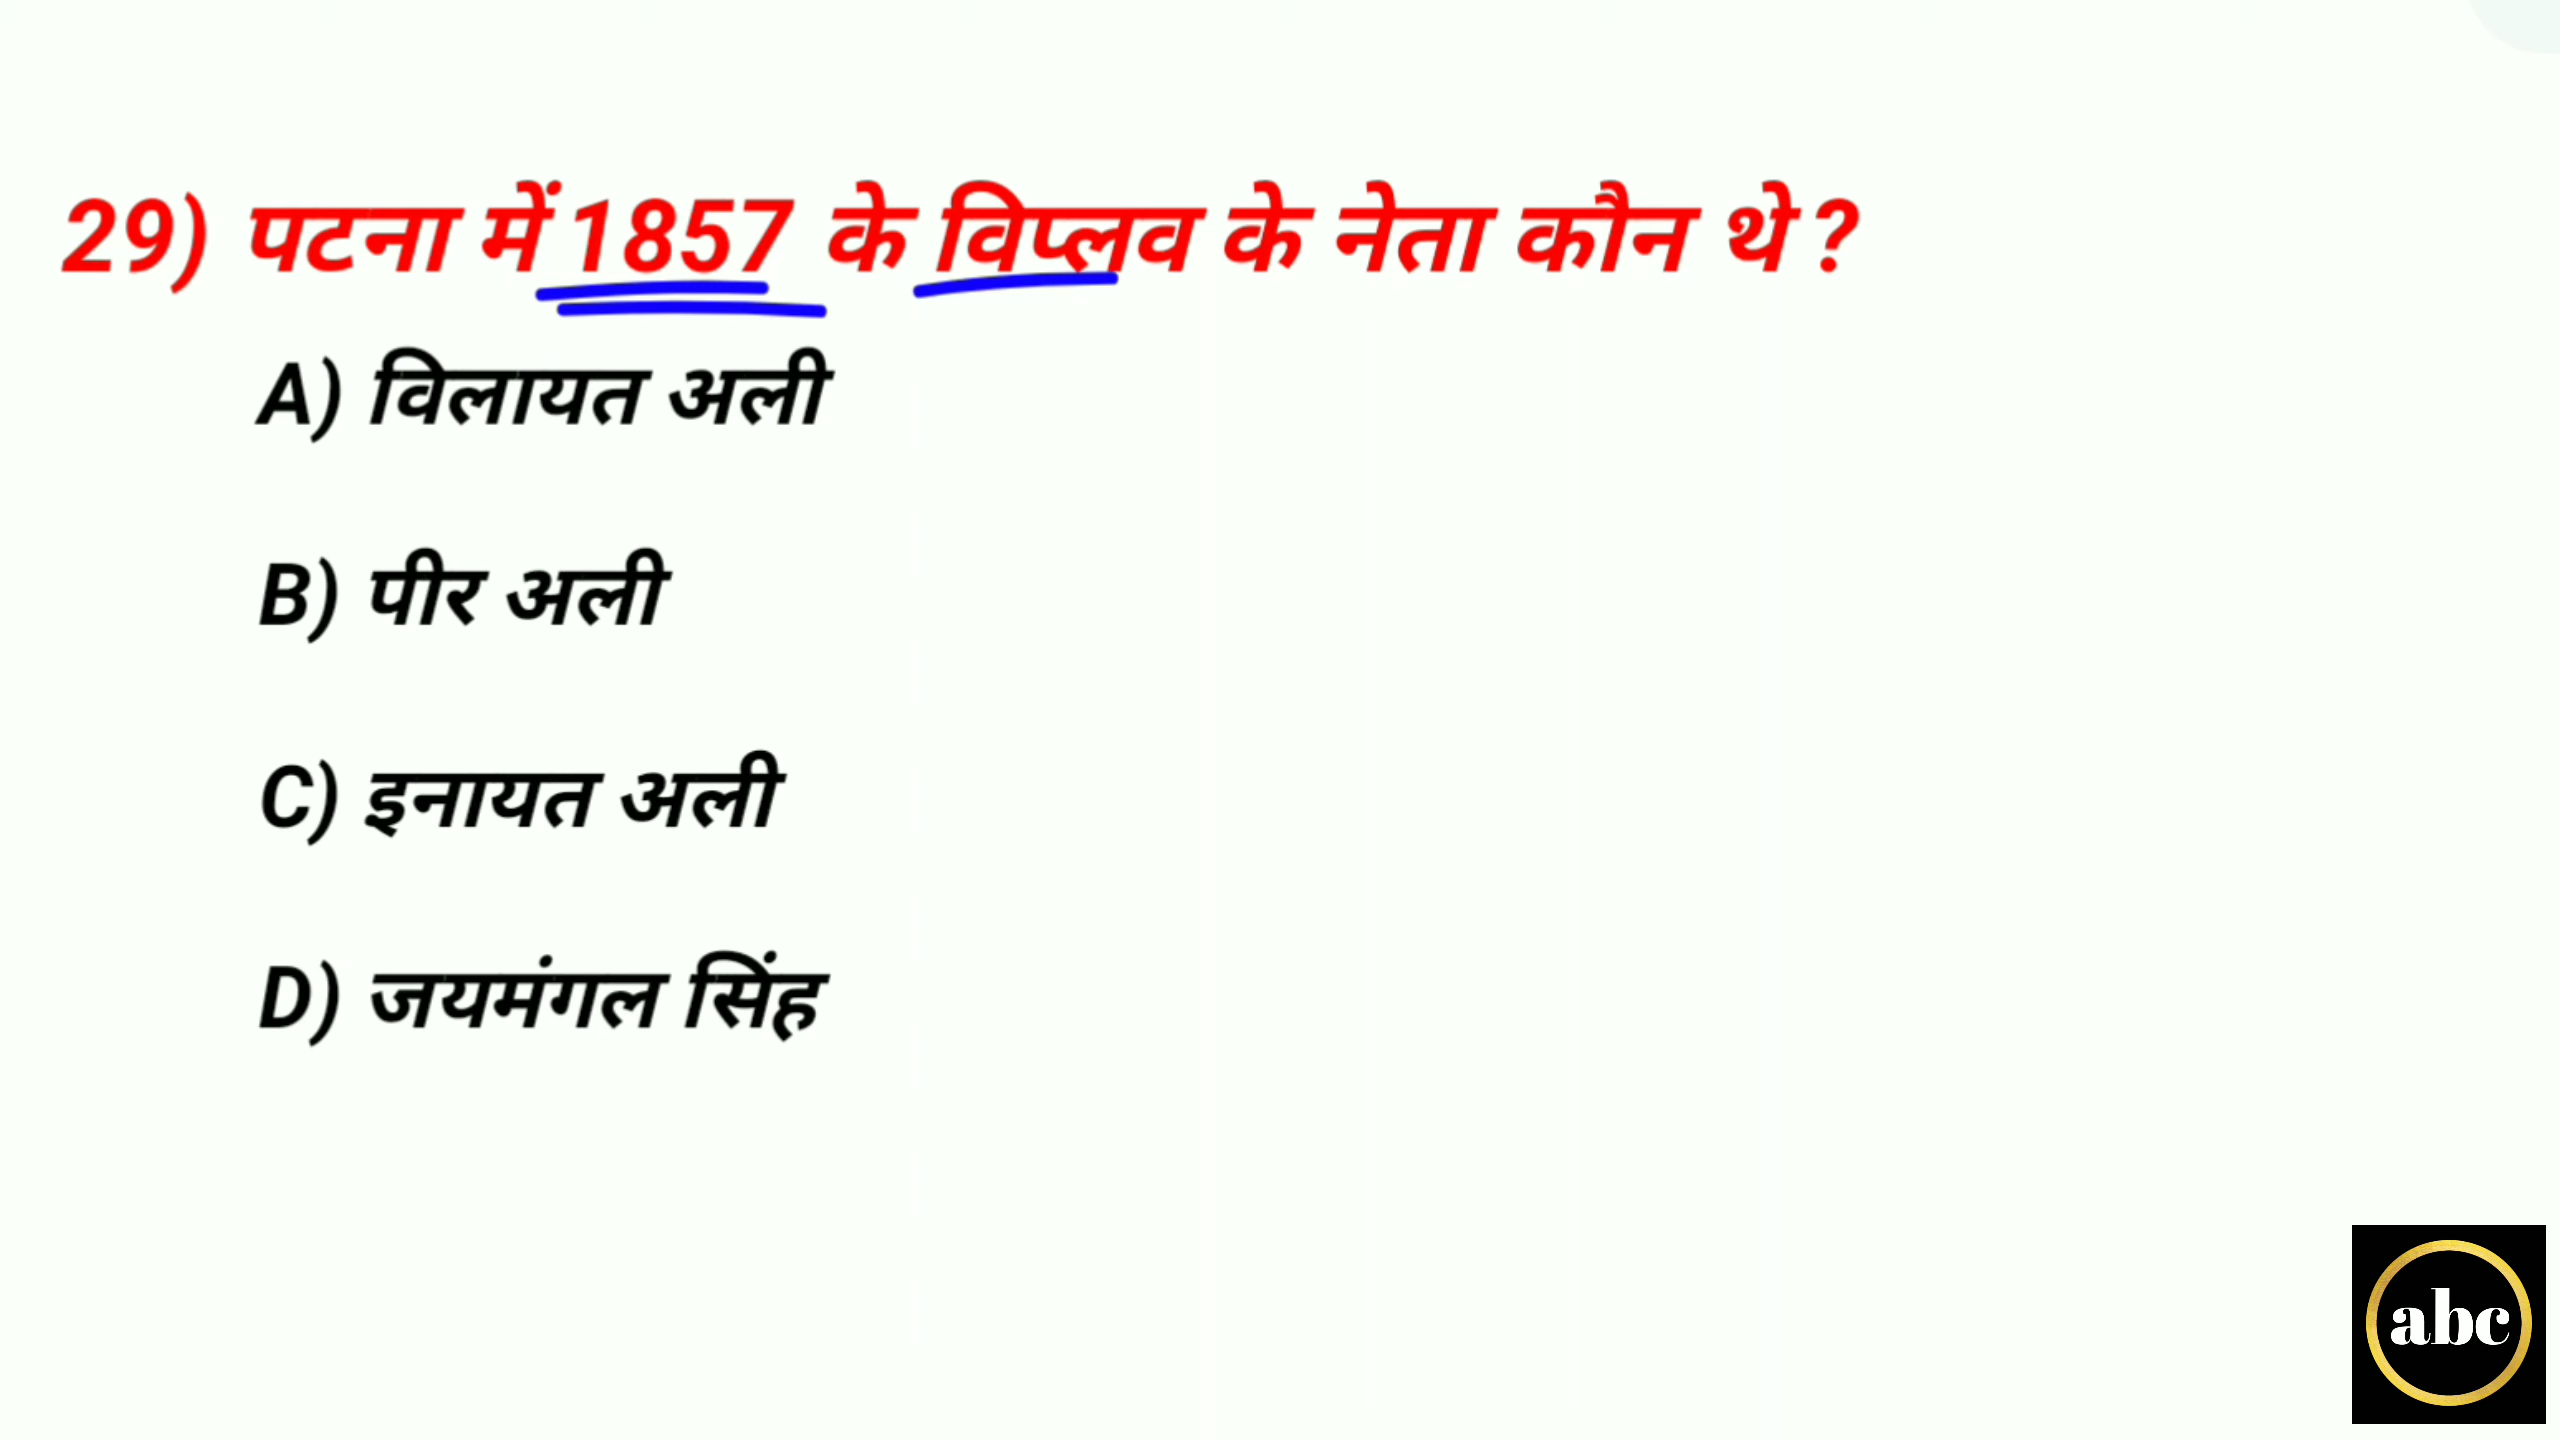 29) पटना में 1857 के विप्लव के नेता कौन थे ?
A) विलायत अली
B) पीर अली
C) इनायत अली
D) जयमंगल सिंह
abc